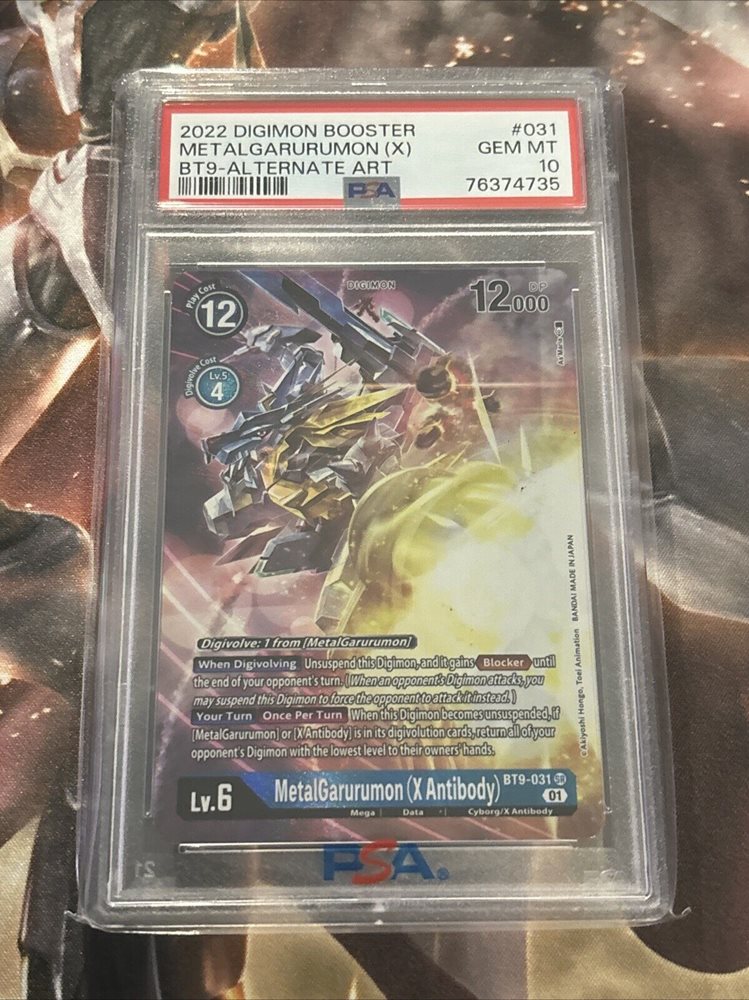 2022 DIGIMON BOOSTER #031
METALGARURUMON (X) GEM MT
BT9-ALTERNATE ART 10
PSA 76374735
DIGIMON
Play Cost
12
DP
12000
Digivolve Cost
Lv.5
4
Digivolve: 1 from [MetalGarurumon]
When Digivolving Unsuspend this Digimon, and it gains Blocker until
the end of your opponent's turn. (When an opponent's Digimon attacks, you
may suspend this Digimon to force the opponent to attack it instead.)
Your Turn Once Per Turn When this Digimon becomes unsuspended, if
[MetalGarurumon] or [X Antibody] is in its digivolution cards, return all of your
opponent's Digimon with the lowest level to their owners' hands.
©Akiyoshi Hongo, Toei Animation BANDAI MADE IN JAPAN
Lv.6
MetalGarurumon (X Antibody)
BT9-031 SR
01
Mega | Data | Cyborg/X Antibody
PSA®